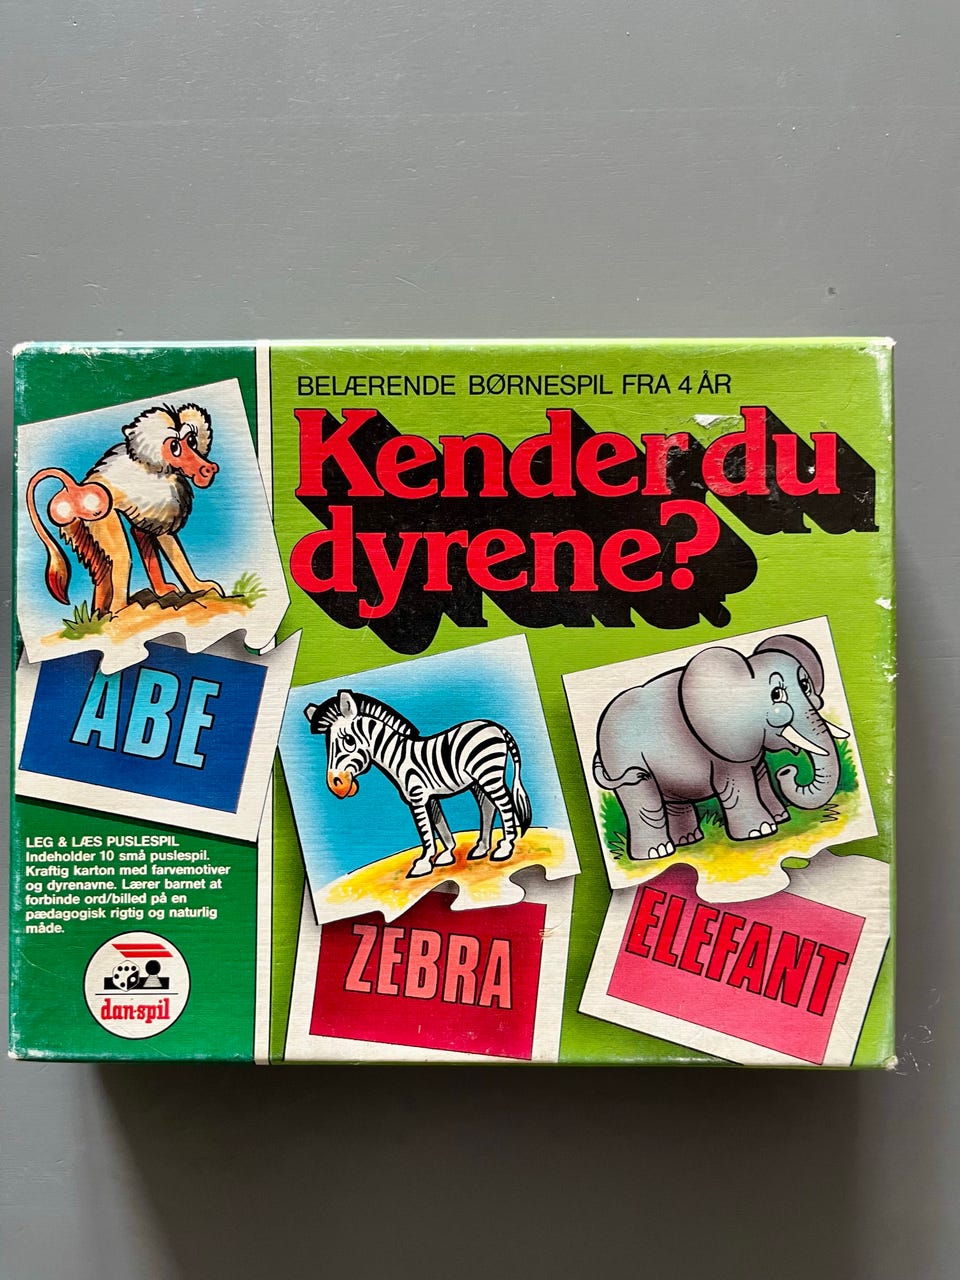 BELÆRENDE BØRNESPIL FRA 4 ÅR
Kender du
dyrene?
ABE
ZEBRA
ELEFANT
LEG & LÆS PUSLESPIL
Indeholder 10 små puslespil.
Kraftig karton med farvemotiver
og dyrenavne. Lærer barnet at
forbinde ord/billed på en
pædagogisk rigtig og naturlig
måde.
dan-spil